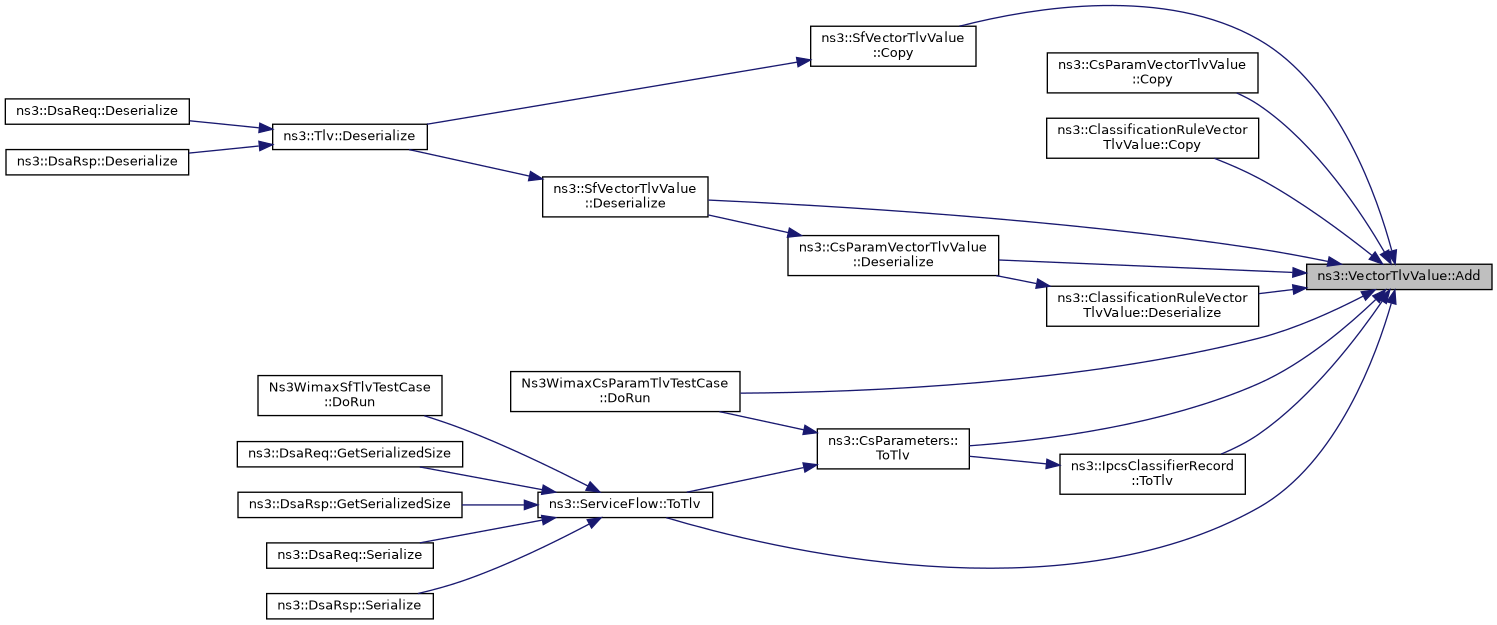 ns3::SfVectorTlvValue
::Copy
ns3::CsParamVectorTlvValue
::Copy
ns3::DsaReq::Deserialize
ns3::Tlv::Deserialize
ns3::ClassificationRuleVector
TlvValue::Copy
ns3::DsaRsp::Deserialize
ns3::SfVectorTlvValue
::Deserialize
ns3::CsParamVectorTlvValue
::Deserialize
ns3::VectorTlvValue::Add
ns3::ClassificationRuleVector
TlvValue::Deserialize
Ns3WimaxSfTlvTestCase
::DoRun
Ns3WimaxCsParamTlvTestCase
::DoRun
ns3::CsParameters::
ToTlv
ns3::DsaReq::GetSerializedSize
ns3::IpcsClassifierRecord
::ToTlv
ns3::DsaRsp::GetSerializedSize
ns3::ServiceFlow::ToTlv
ns3::DsaReq::Serialize
ns3::DsaRsp::Serialize